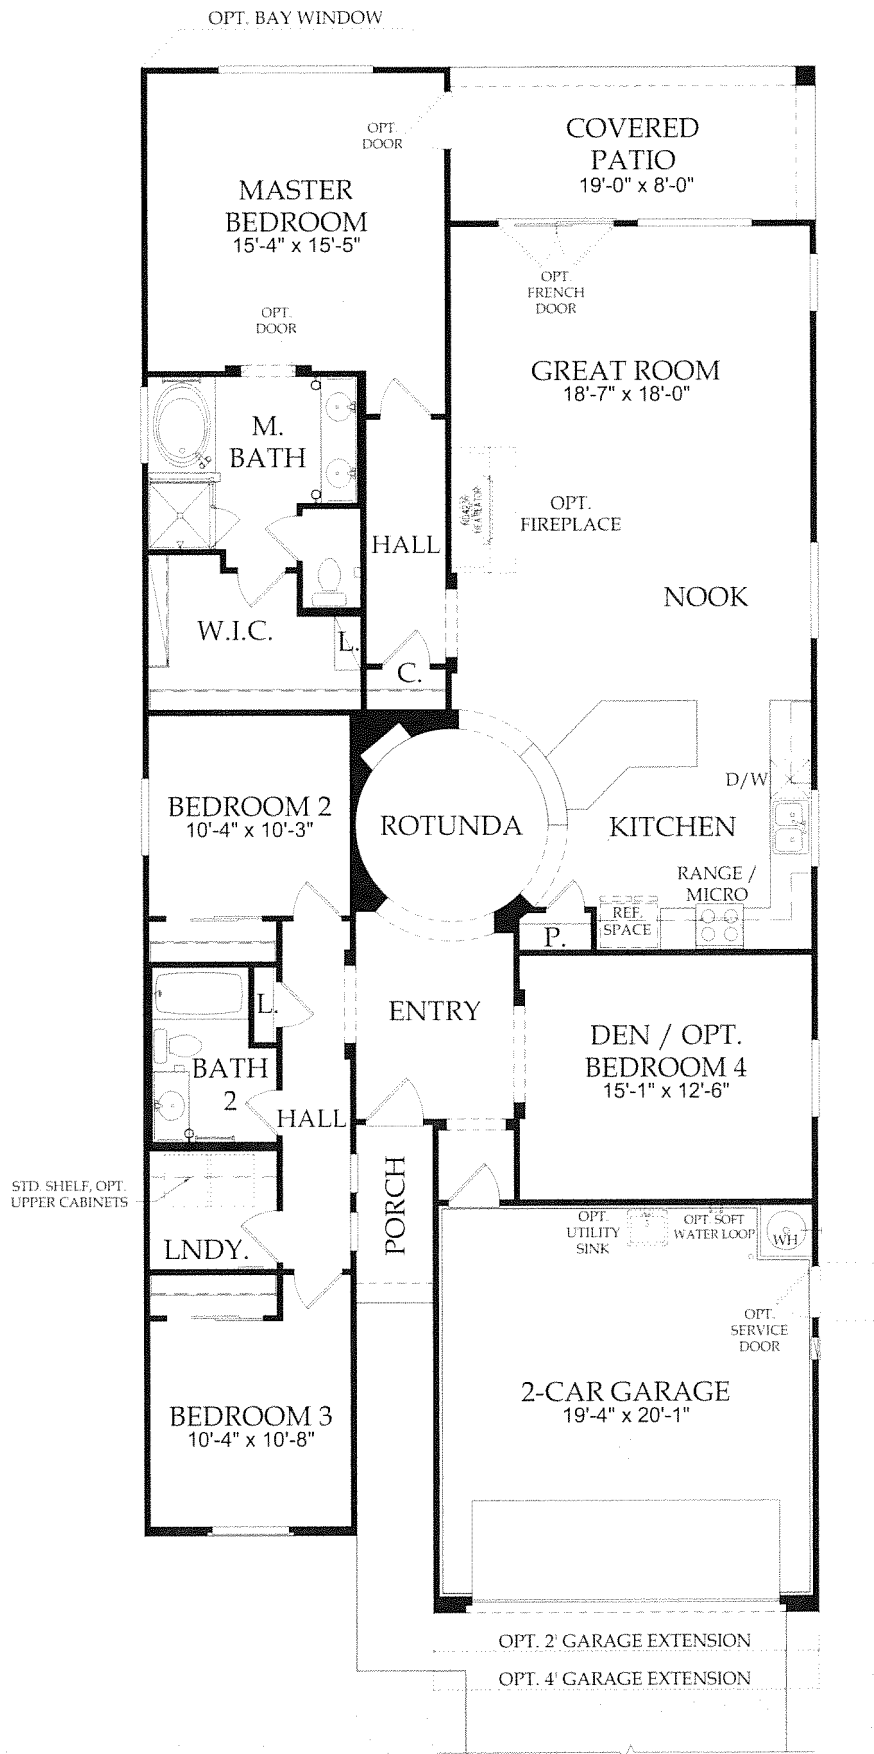 OPT. BAY WINDOW
OPT.
DOOR
COVERED
PATIO
19'-0" x 8'-0"
MASTER
BEDROOM
15'-4" x 15'-5"
OPT.
FRENCH
DOOR
OPT.
DOOR
GREAT ROOM
18'-7" x 18'-0"
M.
BATH
OPT.
FIREPLACE
HALL
NOOK
W.I.C.
L.
C.
D/W
BEDROOM 2
10'-4" x 10'-3"
ROTUNDA
KITCHEN
RANGE /
MICRO
REF.
SPACE
P.
L.
ENTRY
DEN / OPT.
BEDROOM 4
15'-1" x 12'-6"
BATH
2
HALL
STD. SHELF, OPT.
UPPER CABINETS
PORCH
LNDY.
OPT.
UTILITY
SINK
OPT. SOFT
WATER LOOP
WH
OPT.
SERVICE
DOOR
2-CAR GARAGE
19'-4" x 20'-1"
BEDROOM 3
10'-4" x 10'-8"
OPT. 2' GARAGE EXTENSION
OPT. 4' GARAGE EXTENSION